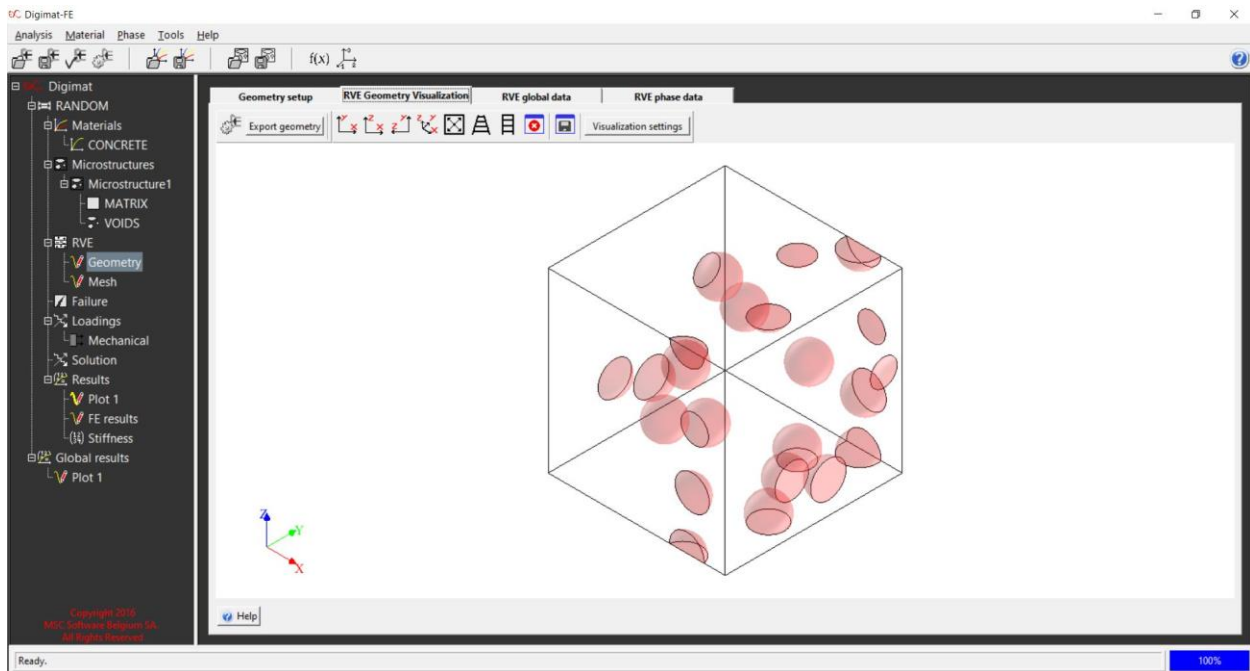 Digimat-FE
Analysis Material Phase Tools Help
f(x)
Digimat
RANDOM
Materials
CONCRETE
Microstructures
Microstructure1
MATRIX
VOIDS
RVE
Geometry
Mesh
Failure
Loadings
Mechanical
Solution
Results
Plot 1
FE results
Stiffness
Global results
Plot 1
Copyright 2016
MSC Software Belgium SA.
All Rights Reserved
Geometry setup RVE Geometry Visualization RVE global data RVE phase data
Export geometry Visualization settings
Z
Y
X
Help
Ready. 100%